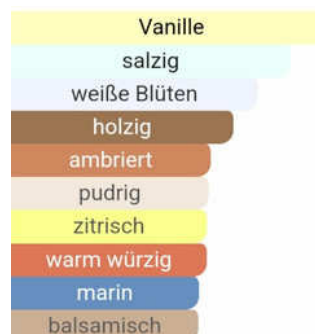 Vanille
salzig
weiße Blüten
holzig
ambriert
pudrig
zitrisch
warm würzig
marin
balsamisch